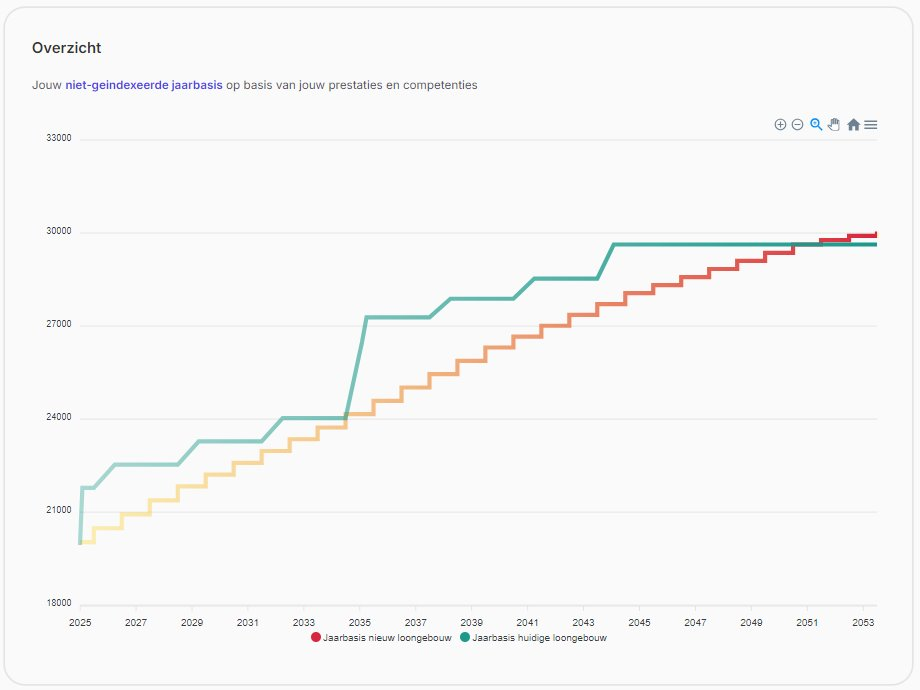 Overzicht
Jouw niet-geindexeerde jaarbasis op basis van jouw prestaties en competenties
33000
30000
27000
24000
21000
18000
2025 2027 2029 2031 2033 2035 2037 2039 2041 2043 2045 2047 2049 2051 2053
Jaarbasis nieuw loongebouw Jaarbasis huidige loongebouw